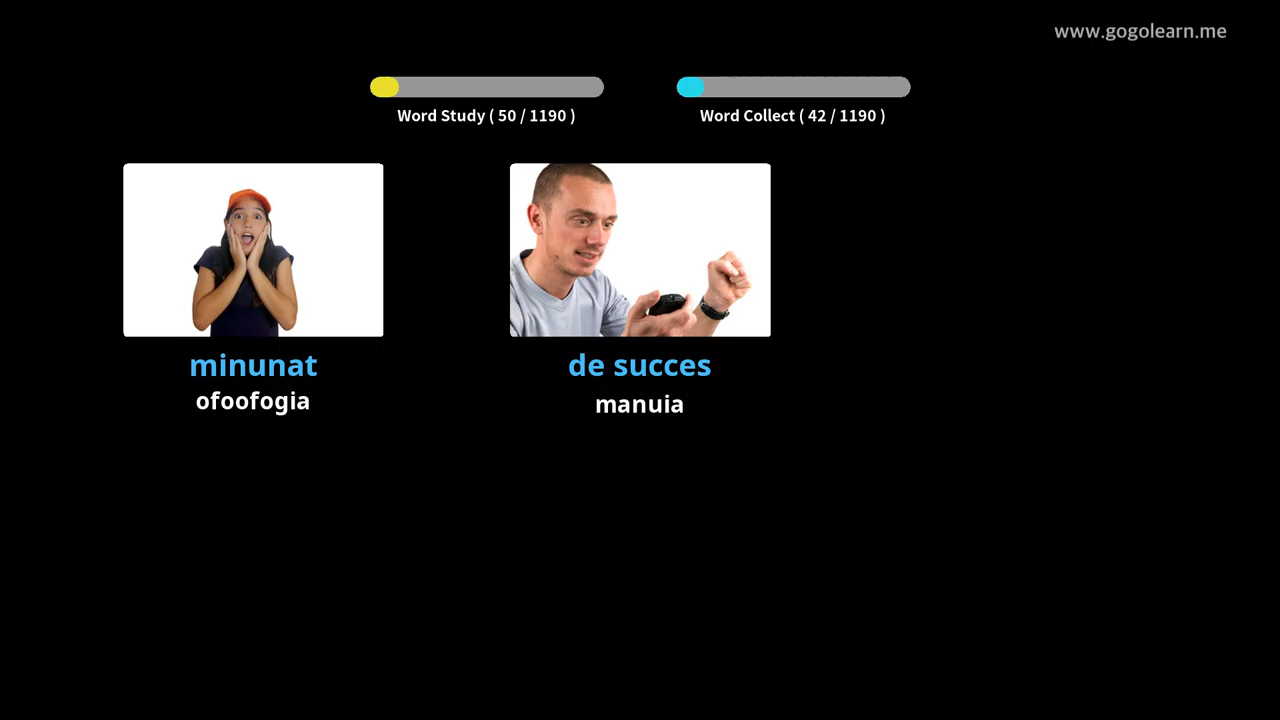 www.gogolearn.me
Word Study ( 50 / 1190 )
Word Collect ( 42 / 1190 )
minunat
ofoofogia
de succes
manuia